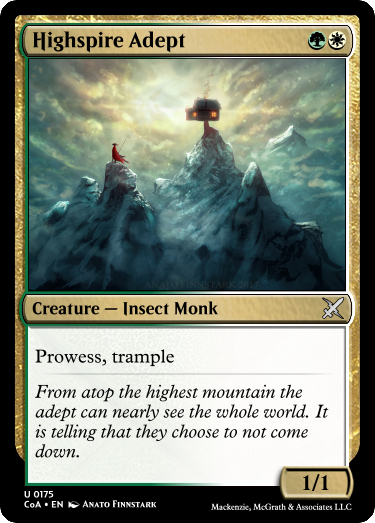 Highspire Adept
Creature — Insect Monk
Prowess, trample
From atop the highest mountain the
adept can nearly see the whole world. It
is telling that they choose to not come
down.
1/1
U 0175
CoA • EN Anato Finnstark
Mackenzie, McGrath & Associates LLC